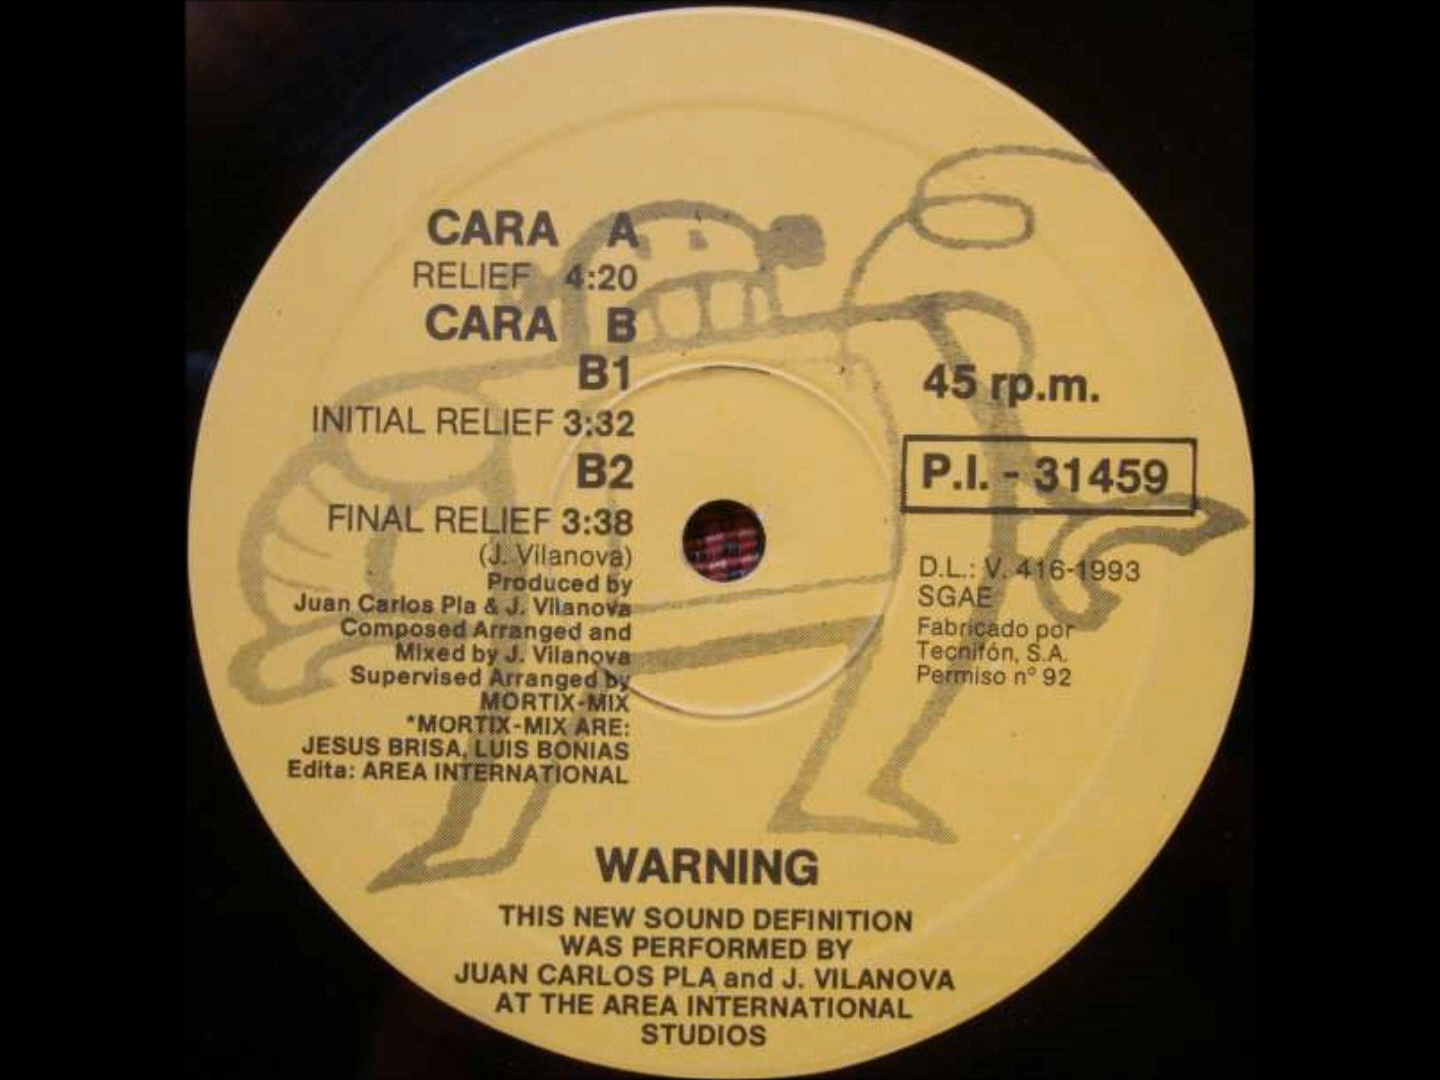 CARA A
RELIEF 4:20
CARA B
B1
INITIAL RELIEF 3:32
B2
FINAL RELIEF 3:38
(J. Vilanova)
Produced by
Juan Carlos Pla & J. Vilanova
Composed Arranged and
Mixed by J. Vilanova
Supervised Arranged by
MORTIX-MIX
*MORTIX-MIX ARE:
JESUS BRISA, LUIS BONIAS
Edita: AREA INTERNATIONAL
45 rp.m.
P.I. - 31459
D.L.: V. 416-1993
SGAE
Fabricado por
Tecnifón, S.A.
Permiso nº 92
WARNING
THIS NEW SOUND DEFINITION
WAS PERFORMED BY
JUAN CARLOS PLA and J. VILANOVA
AT THE AREA INTERNATIONAL
STUDIOS